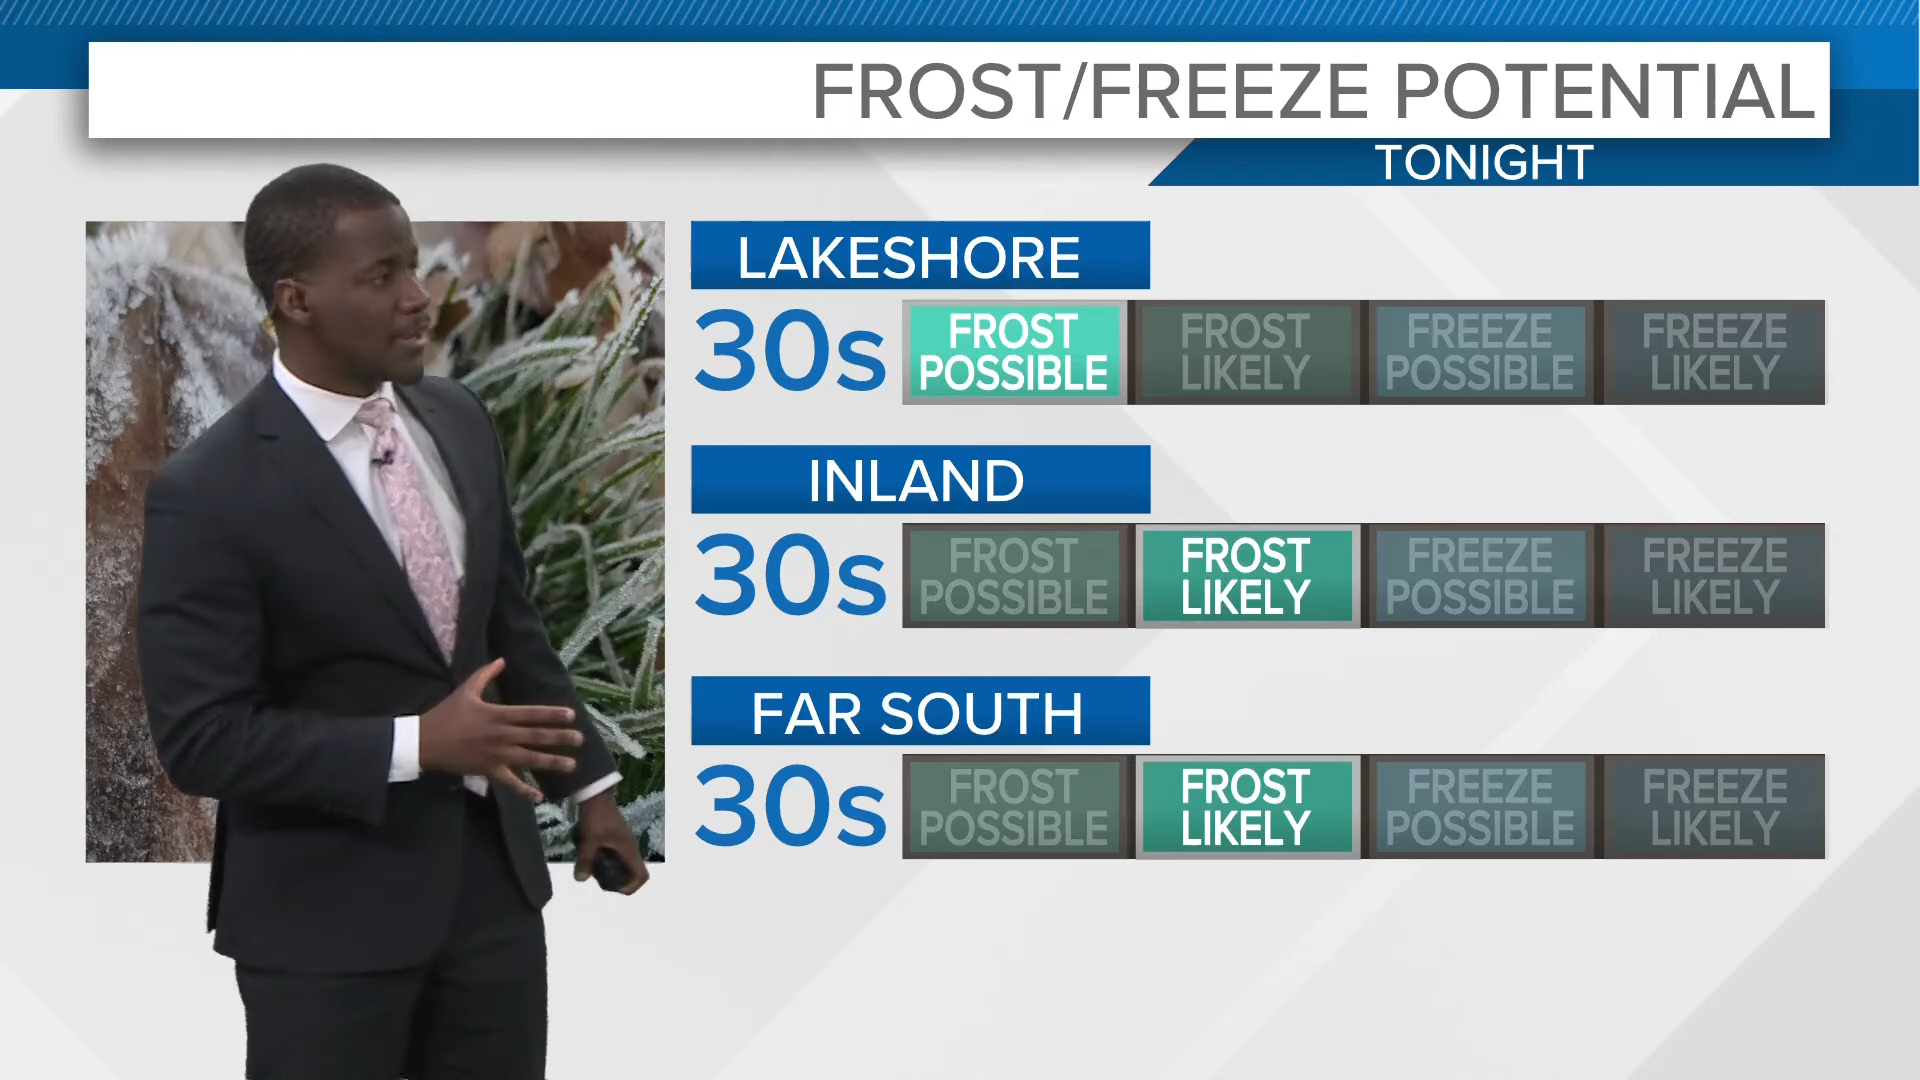 FROST/FREEZE POTENTIAL
TONIGHT
LAKESHORE
30s
FROST POSSIBLE
FROST LIKELY
FREEZE POSSIBLE
FREEZE LIKELY
INLAND
30s
FROST POSSIBLE
FROST LIKELY
FREEZE POSSIBLE
FREEZE LIKELY
FAR SOUTH
30s
FROST POSSIBLE
FROST LIKELY
FREEZE POSSIBLE
FREEZE LIKELY